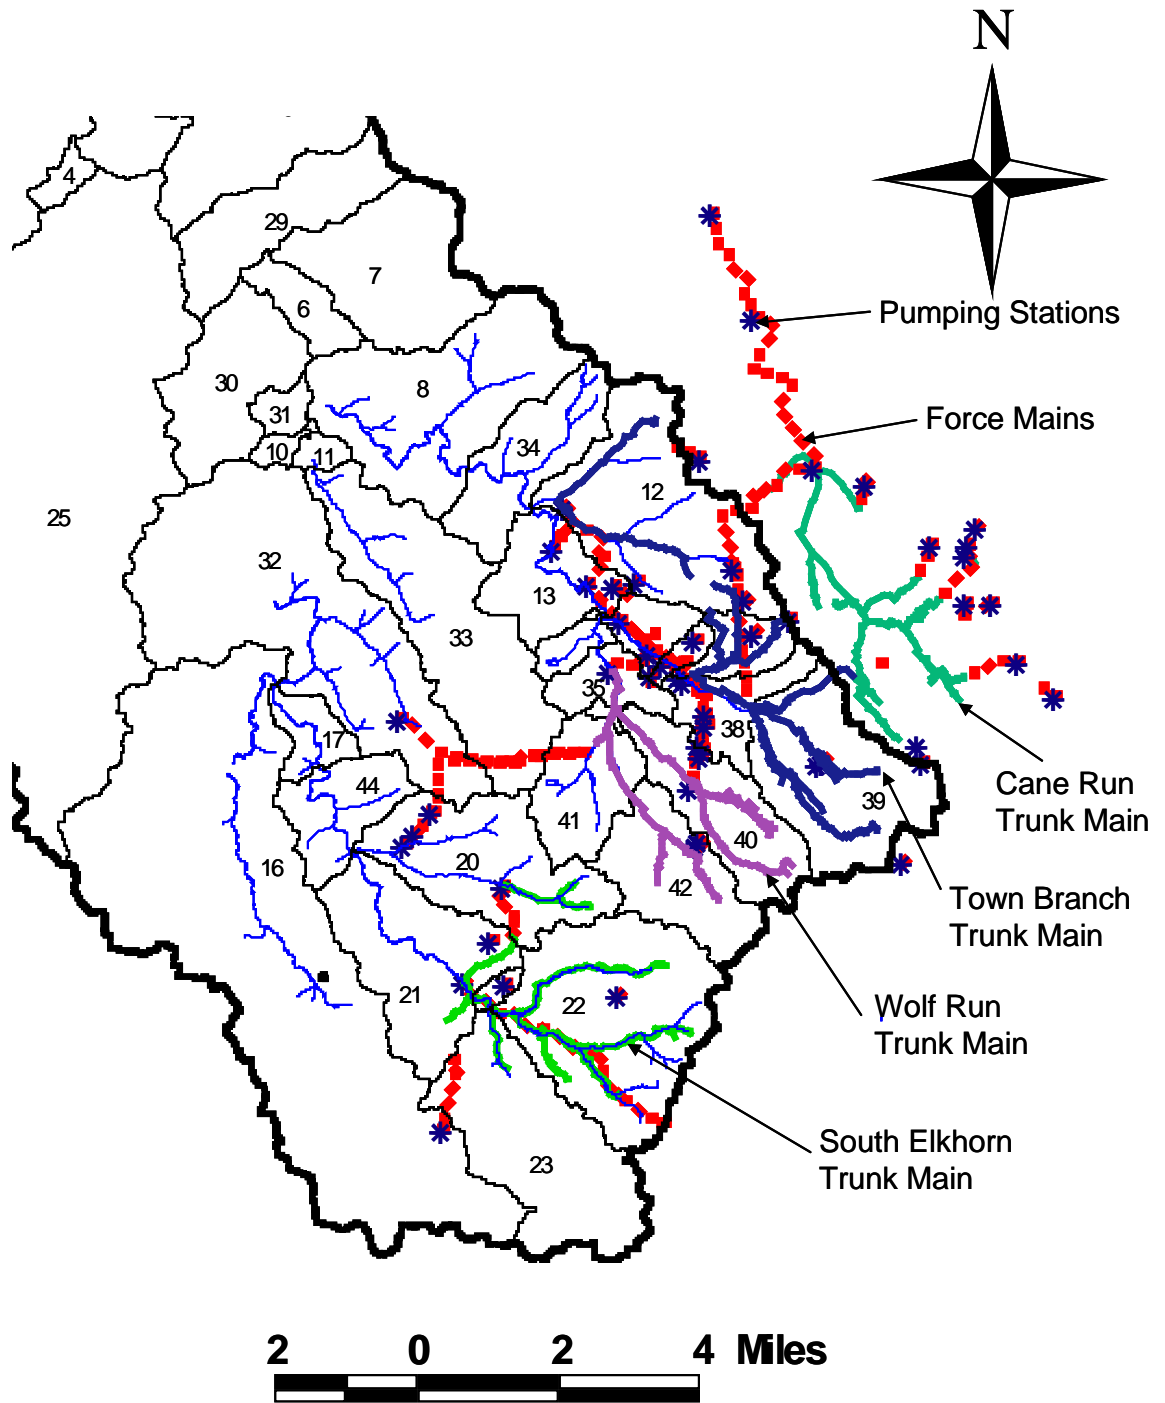 N
4
29
7
Pumping Stations
6
30
8
31
Force Mains
10
11
34
12
25
32
13
33
35
38
17
44
39
Cane Run
Trunk Main
41
40
20
16
42
Town Branch
Trunk Main
21
22
Wolf Run
Trunk Main
23
South Elkhorn
Trunk Main
2 0 2 4 Miles